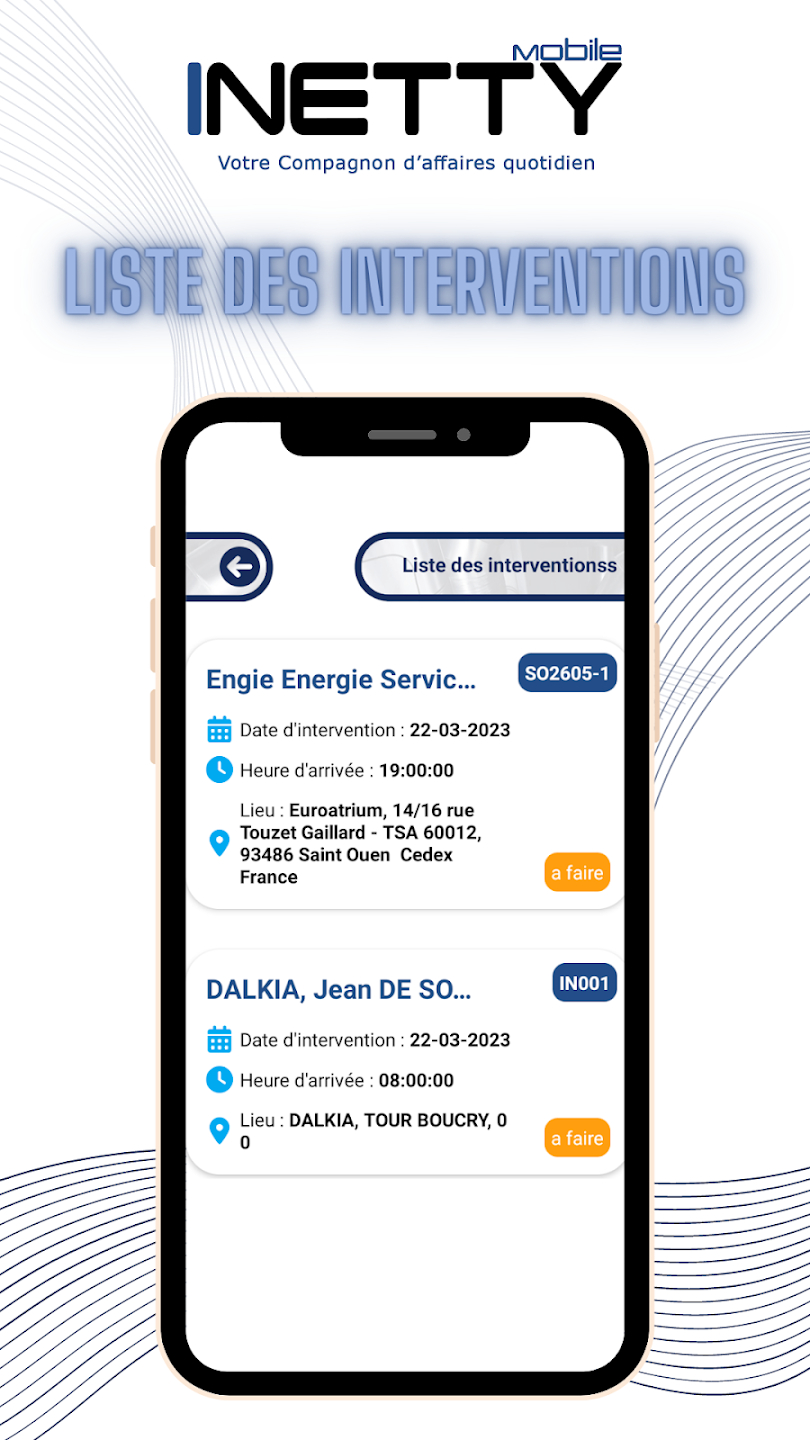 mobile
INETTY
Votre Compagnon d'affaires quotidien
LISTE DES INTERVENTIONS
Liste des interventionss
Engie Energie Servic...
SO2605-1
Date d'intervention : 22-03-2023
Heure d'arrivée : 19:00:00
Lieu : Euroatrium, 14/16 rue
Touzet Gaillard - TSA 60012,
93486 Saint Ouen  Cedex
France
a faire
DALKIA, Jean DE SO...
IN001
Date d'intervention : 22-03-2023
Heure d'arrivée : 08:00:00
Lieu : DALKIA, TOUR BOUCRY, 0
0
a faire